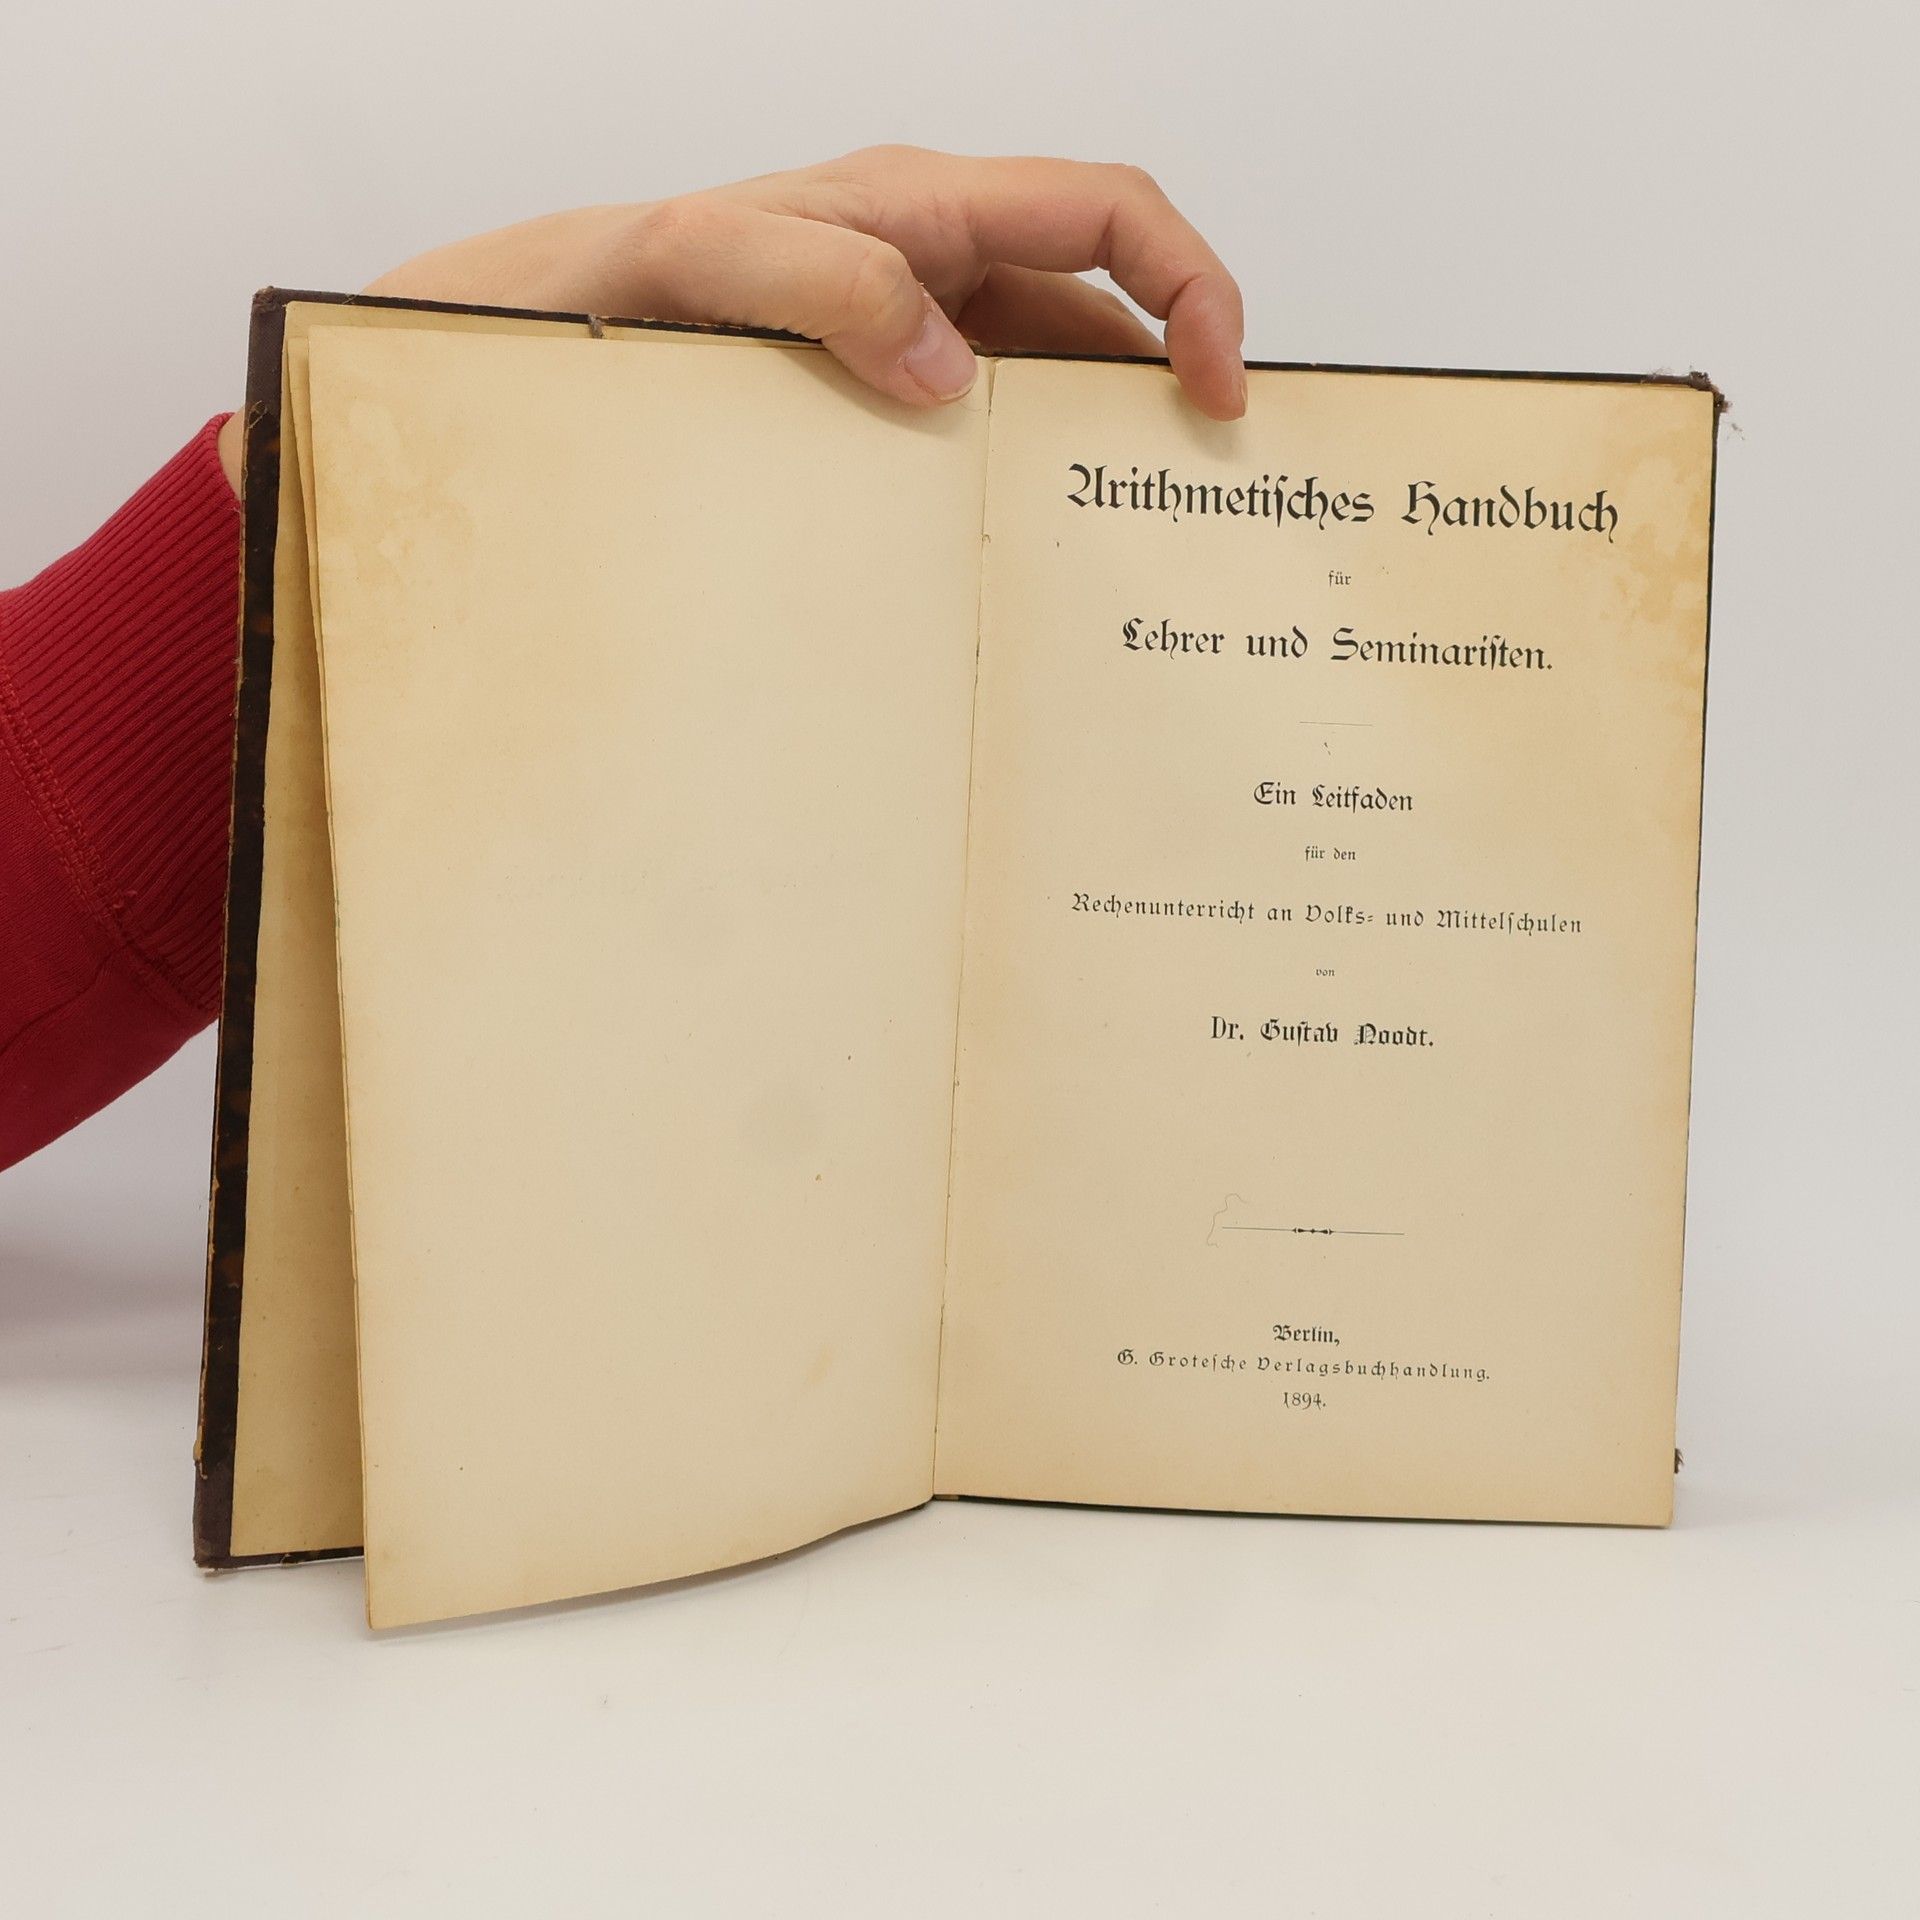 Arithmetiſches Handbuch
für
Lehrer und Seminariſten.
Ein Leitfaden
für den
Rechenunterricht an Volks- und Mittelſchulen
von
Dr. Guſtav Noodt.
Berlin,
G. Groteſche Verlagsbuchhandlung.
1894.